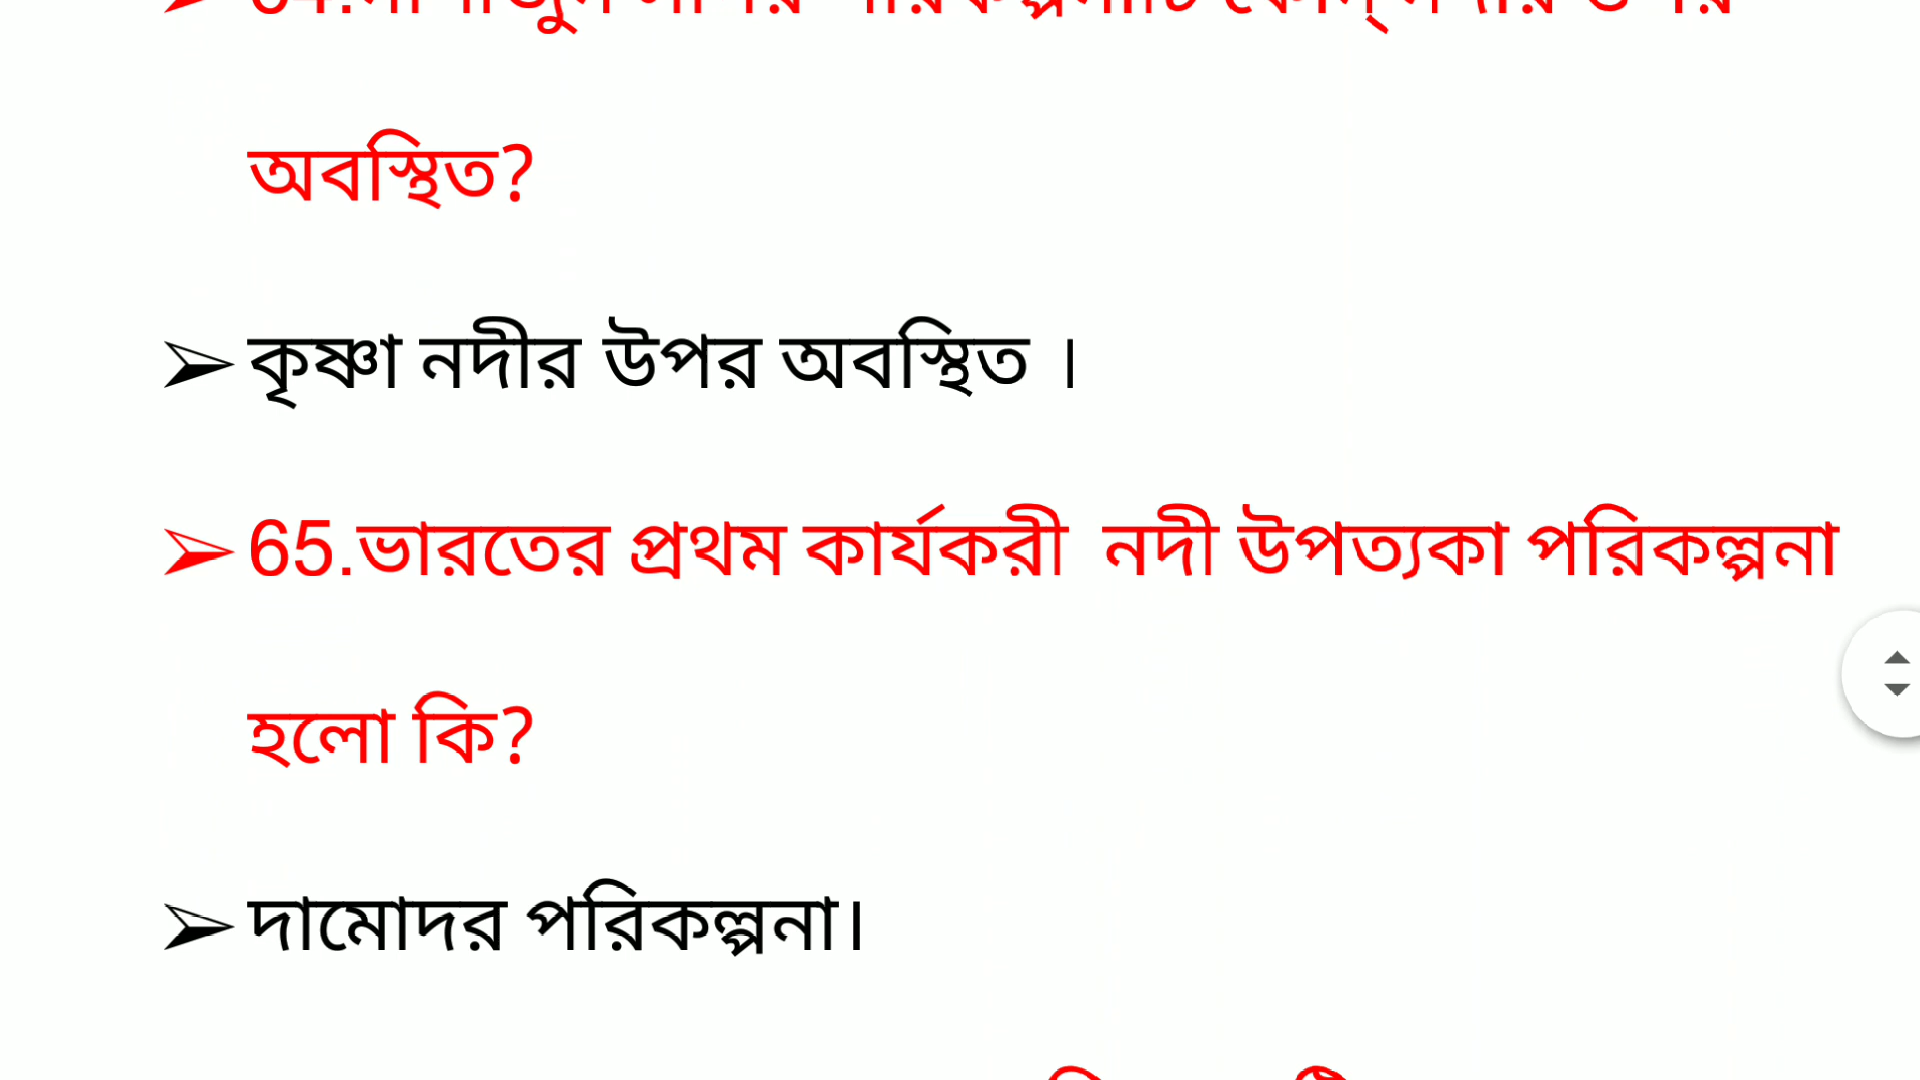 অবস্থিত?
➢ কৃষ্ণা নদীর উপর অবস্থিত ।
➢ 65.ভারতের প্রথম কার্যকরী নদী উপত্যকা পরিকল্পনা
হলো কি?
➢ দামোদর পরিকল্পনা।